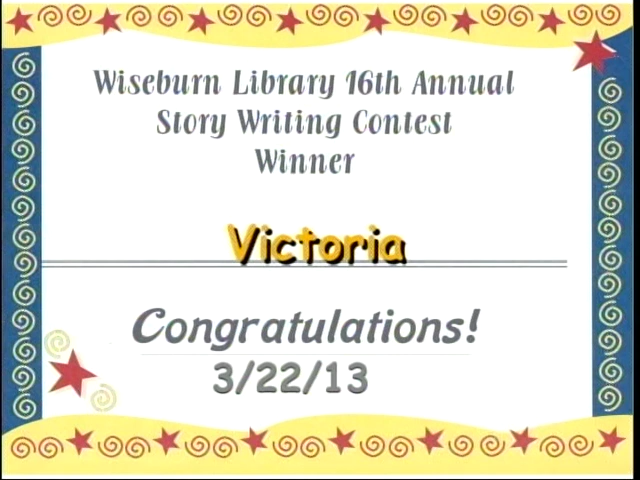 Wiseburn Library 16th Annual
Story Writing Contest
Winner
Victoria
Congratulations!
3/22/13